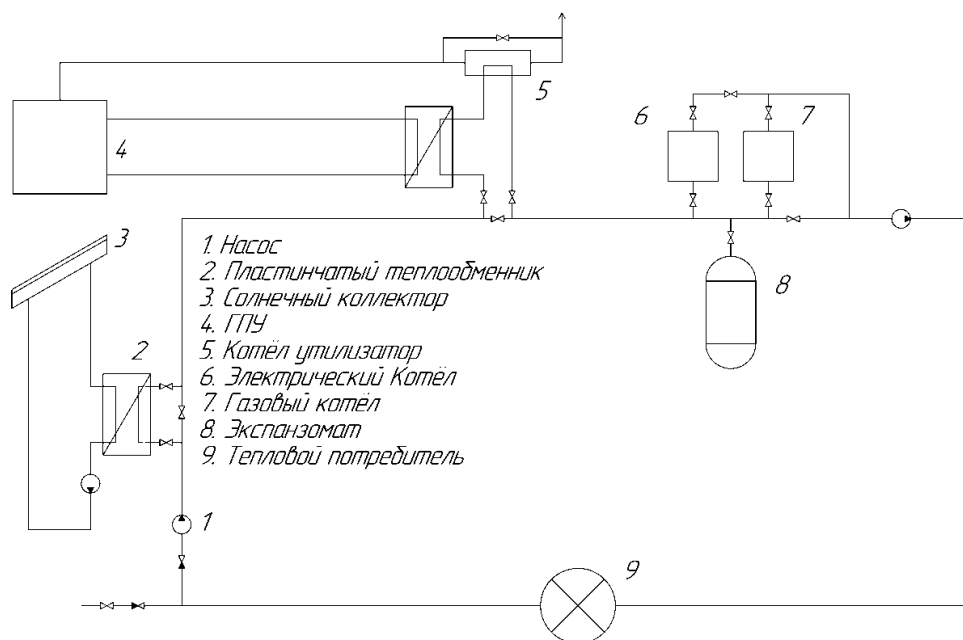 5
6
7
4
3
1. Насос
2. Пластинчатый теплообменник
3. Солнечный коллектор
4. ГПУ
5. Котёл утилизатор
6. Электрический Котёл
7. Газовый котёл
8. Экспанзомат
9. Тепловой потребитель
8
2
1
9